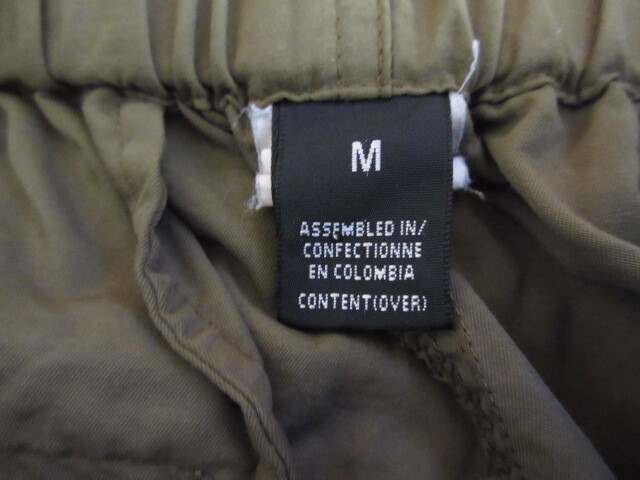 M
ASSEMBLED IN/
CONFECTIONNE
EN COLOMBIA
CONTENT(OVER)